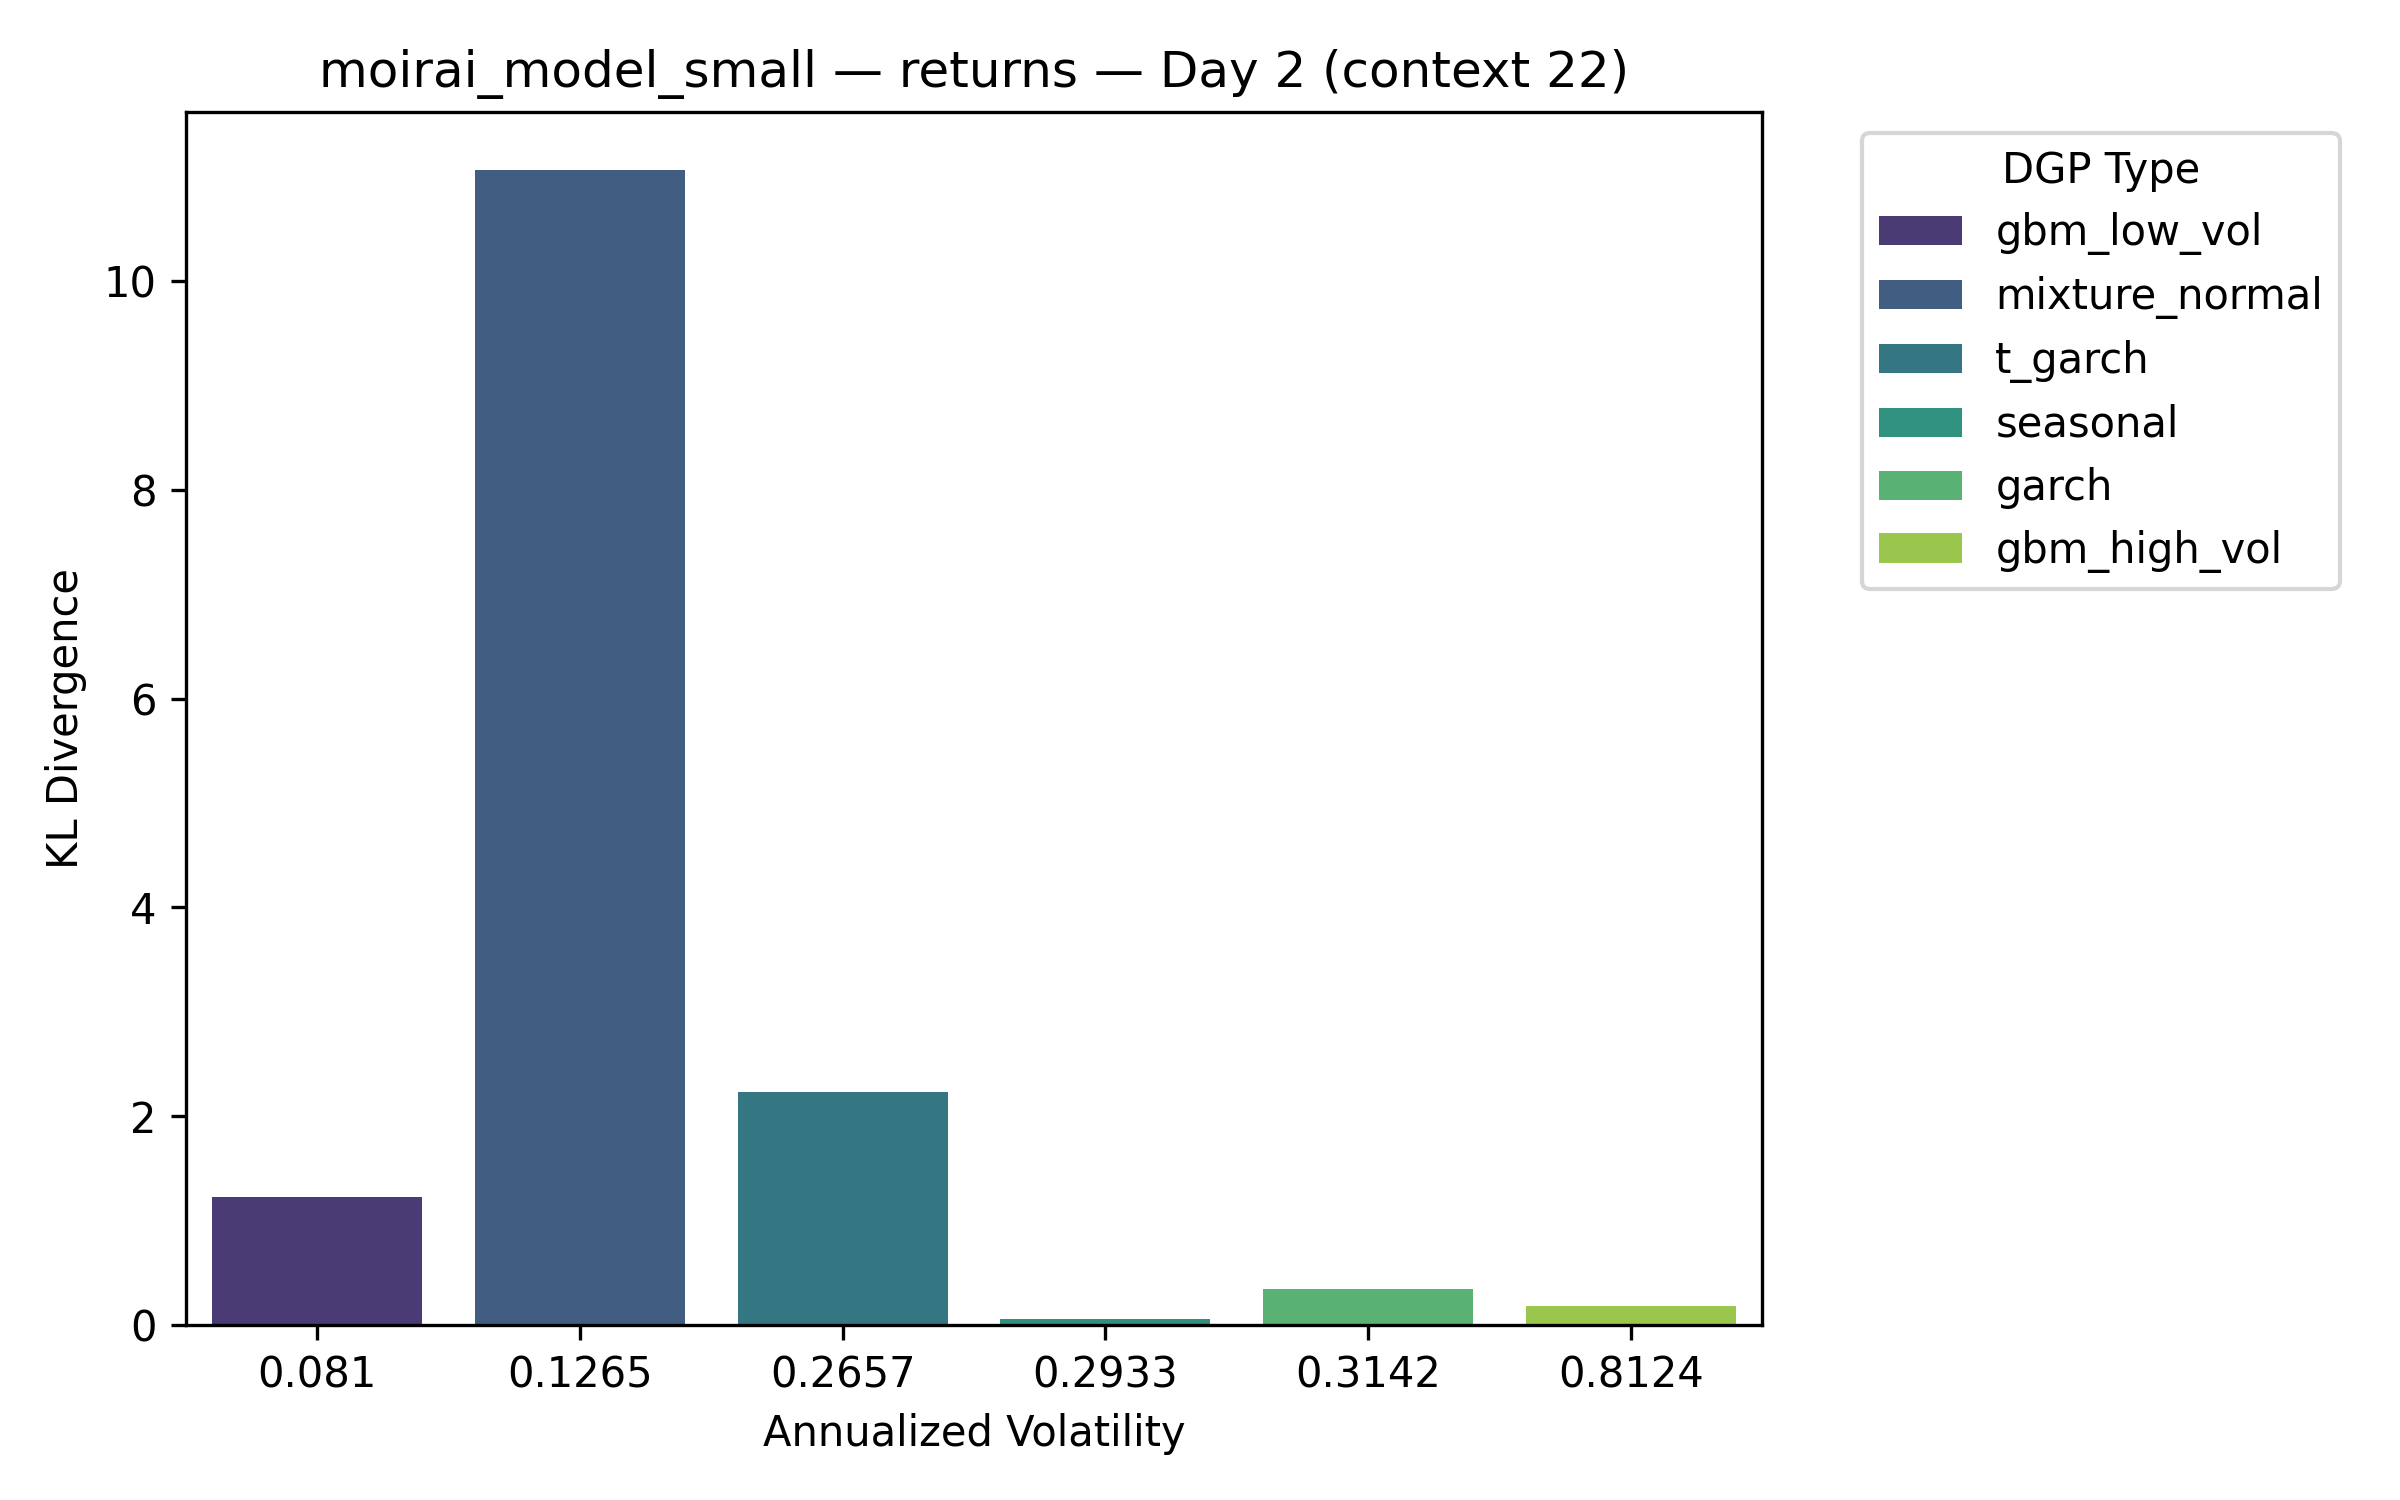 moirai_model_small — returns — Day 2 (context 22)
DGP Type
gbm_low_vol
mixture_normal
t_garch
seasonal
garch
gbm_high_vol
KL Divergence
10
8
6
4
2
0
0.081 0.1265 0.2657 0.2933 0.3142 0.8124
Annualized Volatility